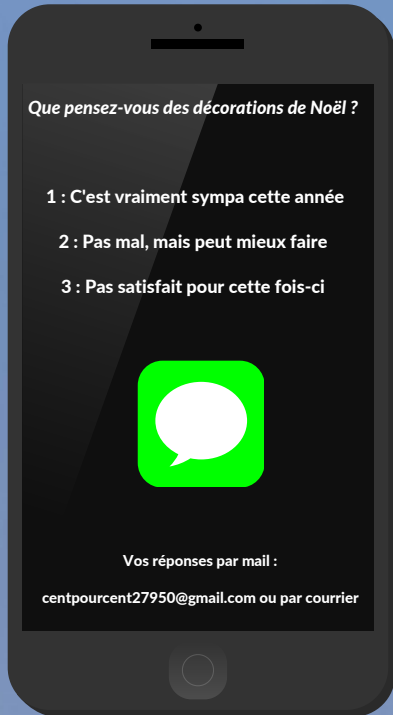 Que pensez-vous des décorations de Noël ?
1 : C'est vraiment sympa cette année
2 : Pas mal, mais peut mieux faire
3 : Pas satisfait pour cette fois-ci
Vos réponses par mail :
centpourcent27950@gmail.com ou par courrier